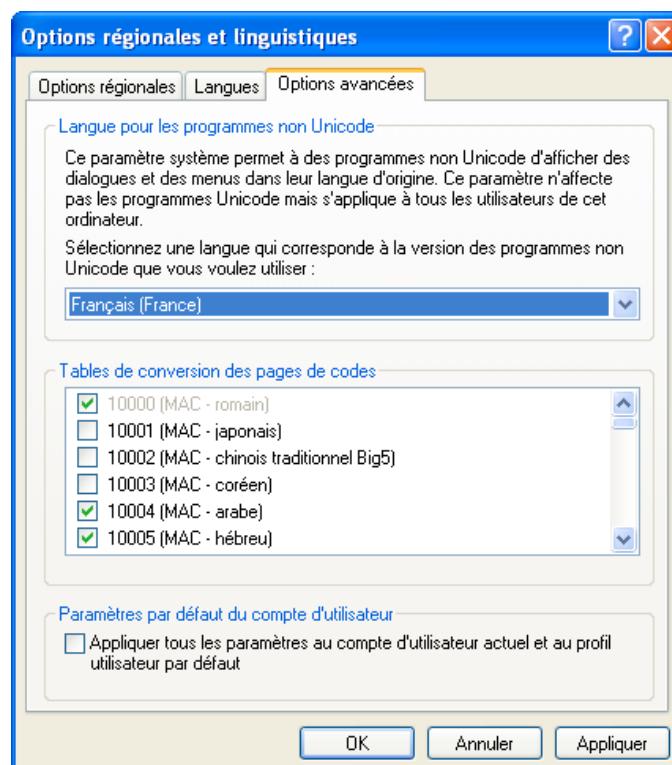 Options régionales et linguistiques
Options régionales
Langues
Options avancées
Langue pour les programmes non Unicode
Ce paramètre système permet à des programmes non Unicode d'afficher des
dialogues et des menus dans leur langue d'origine. Ce paramètre n'affecte
pas les programmes Unicode mais s'applique à tous les utilisateurs de cet
ordinateur.
Sélectionnez une langue qui corresponde à la version des programmes non
Unicode que vous voulez utiliser :
Français (France)
Tables de conversion des pages de codes
10000 (MAC - romain)
10001 (MAC - japonais)
10002 (MAC - chinois traditionnel Big5)
10003 (MAC - coréen)
10004 (MAC - arabe)
10005 (MAC - hébreu)
Paramètres par défaut du compte d'utilisateur
Appliquer tous les paramètres au compte d'utilisateur actuel et au profil
utilisateur par défaut
OK
Annuler
Appliquer